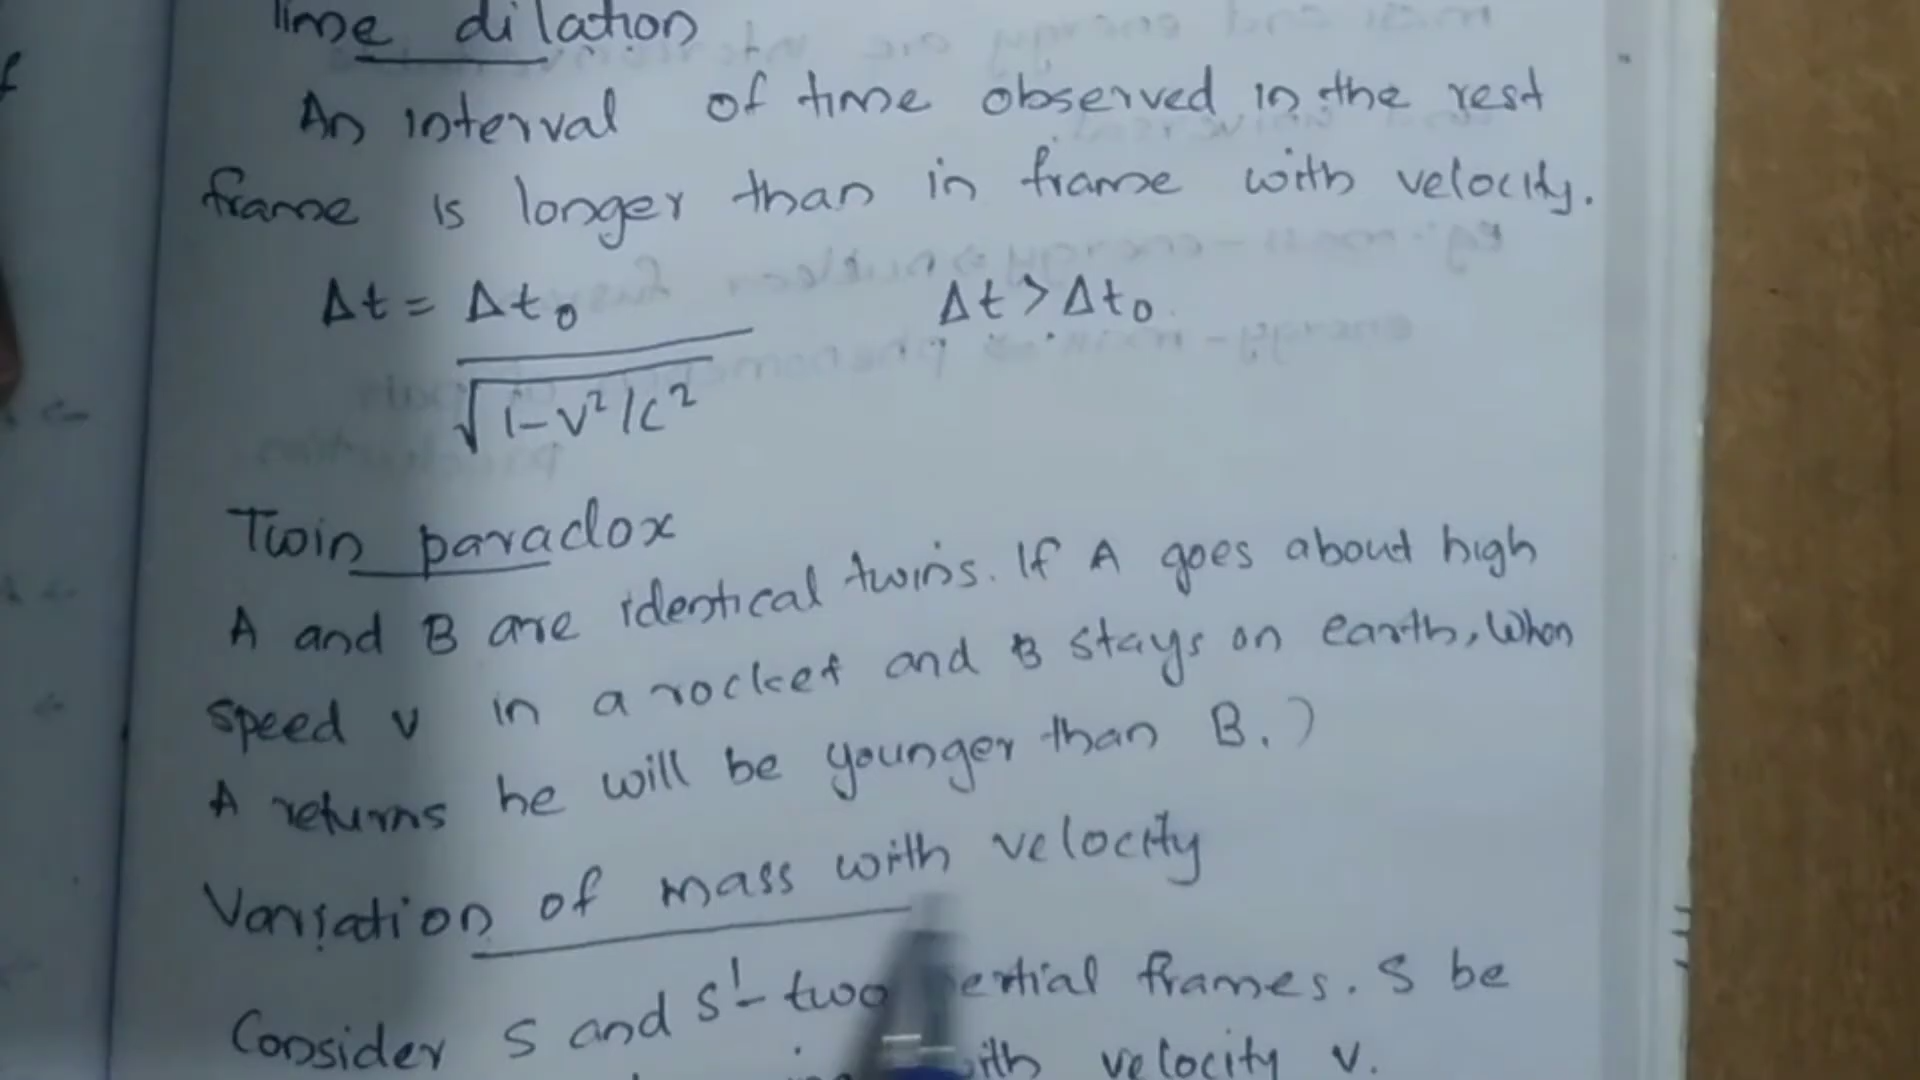 Time dilation
An interval of time observed in the rest
frame is longer than in frame with velocity.
Δt = Δt₀ / √1-v²/c² Δt > Δt₀
Twin paradox
A and B are identical twins. If A goes about high
speed v in a rocket and B stays on earth, When
A returns he will be younger than B.)
Variation of mass with velocity
Consider S and S' - two frames. S be
with velocity v.